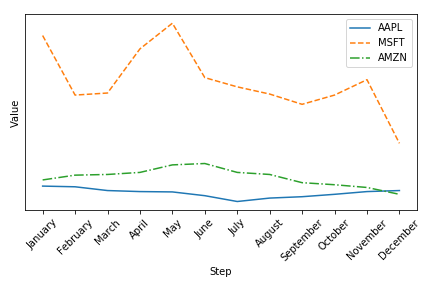 AAPL
MSFT
AMZN
Value
January
February
March
April
May
June
July
August
September
October
November
December
Step